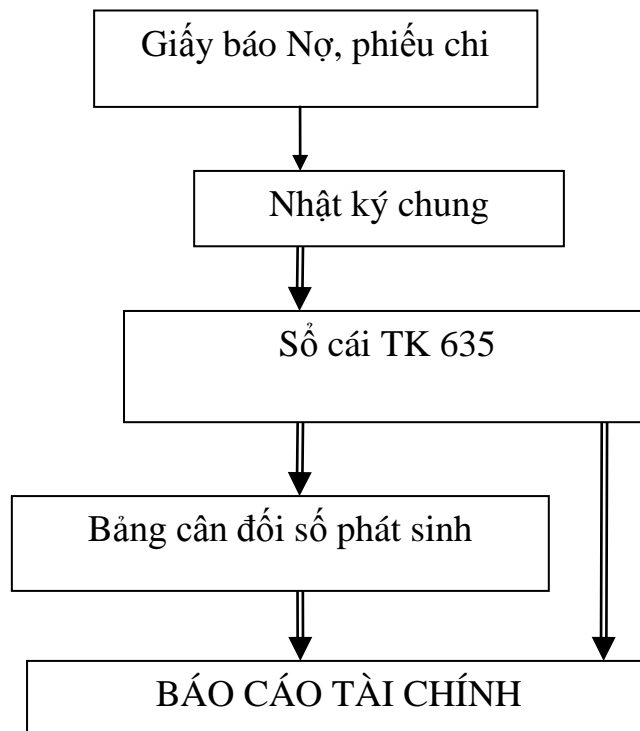 Giấy báo Nợ, phiếu chi
Nhật ký chung
Sổ cái TK 635
Bảng cân đối số phát sinh
BÁO CÁO TÀI CHÍNH